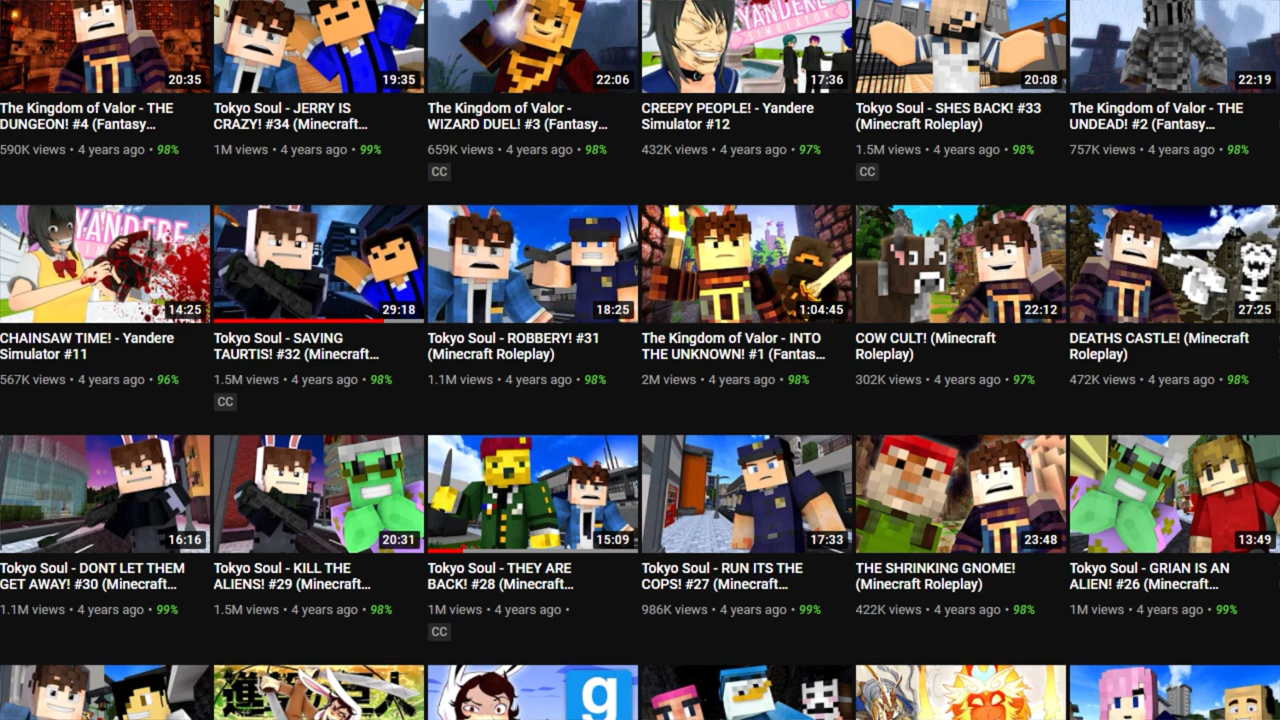 YANDERE
SIMULATOR
20:35
19:35
22:06
17:36
20:08
22:19
The Kingdom of Valor - THE
DUNGEON! #4 (Fantasy...
590K views • 4 years ago • 98%
Tokyo Soul - JERRY IS
CRAZY! #34 (Minecraft...
1M views • 4 years ago • 99%
The Kingdom of Valor -
WIZARD DUEL! #3 (Fantasy...
659K views • 4 years ago • 98%
CC
CREEPY PEOPLE! - Yandere
Simulator #12
432K views • 4 years ago • 97%
Tokyo Soul - SHES BACK! #33
(Minecraft Roleplay)
1.5M views • 4 years ago • 98%
CC
The Kingdom of Valor - THE
UNDEAD! #2 (Fantasy...
757K views • 4 years ago • 98%
YANDERE
14:25
29:18
18:25
1:04:45
22:12
27:25
CHAINSAW TIME! - Yandere
Simulator #11
567K views • 4 years ago • 96%
Tokyo Soul - SAVING
TAURTIS! #32 (Minecraft...
1.5M views • 4 years ago • 98%
CC
Tokyo Soul - ROBBERY! #31
(Minecraft Roleplay)
1.1M views • 4 years ago • 98%
The Kingdom of Valor - INTO
THE UNKNOWN! #1 (Fantas...
2M views • 4 years ago • 98%
COW CULT! (Minecraft
Roleplay)
302K views • 4 years ago • 97%
DEATHS CASTLE! (Minecraft
Roleplay)
472K views • 4 years ago • 98%
16:16
20:31
15:09
17:33
23:48
13:49
Tokyo Soul - DONT LET THEM
GET AWAY! #30 (Minecraft...
1.1M views • 4 years ago • 99%
Tokyo Soul - KILL THE
ALIENS! #29 (Minecraft...
1.5M views • 4 years ago • 98%
Tokyo Soul - THEY ARE
BACK! #28 (Minecraft...
1M views • 4 years ago •
CC
Tokyo Soul - RUN ITS THE
COPS! #27 (Minecraft...
986K views • 4 years ago • 99%
THE SHRINKING GNOME!
(Minecraft Roleplay)
422K views • 4 years ago • 98%
Tokyo Soul - GRIAN IS AN
ALIEN! #26 (Minecraft...
1M views • 4 years ago • 99%
g